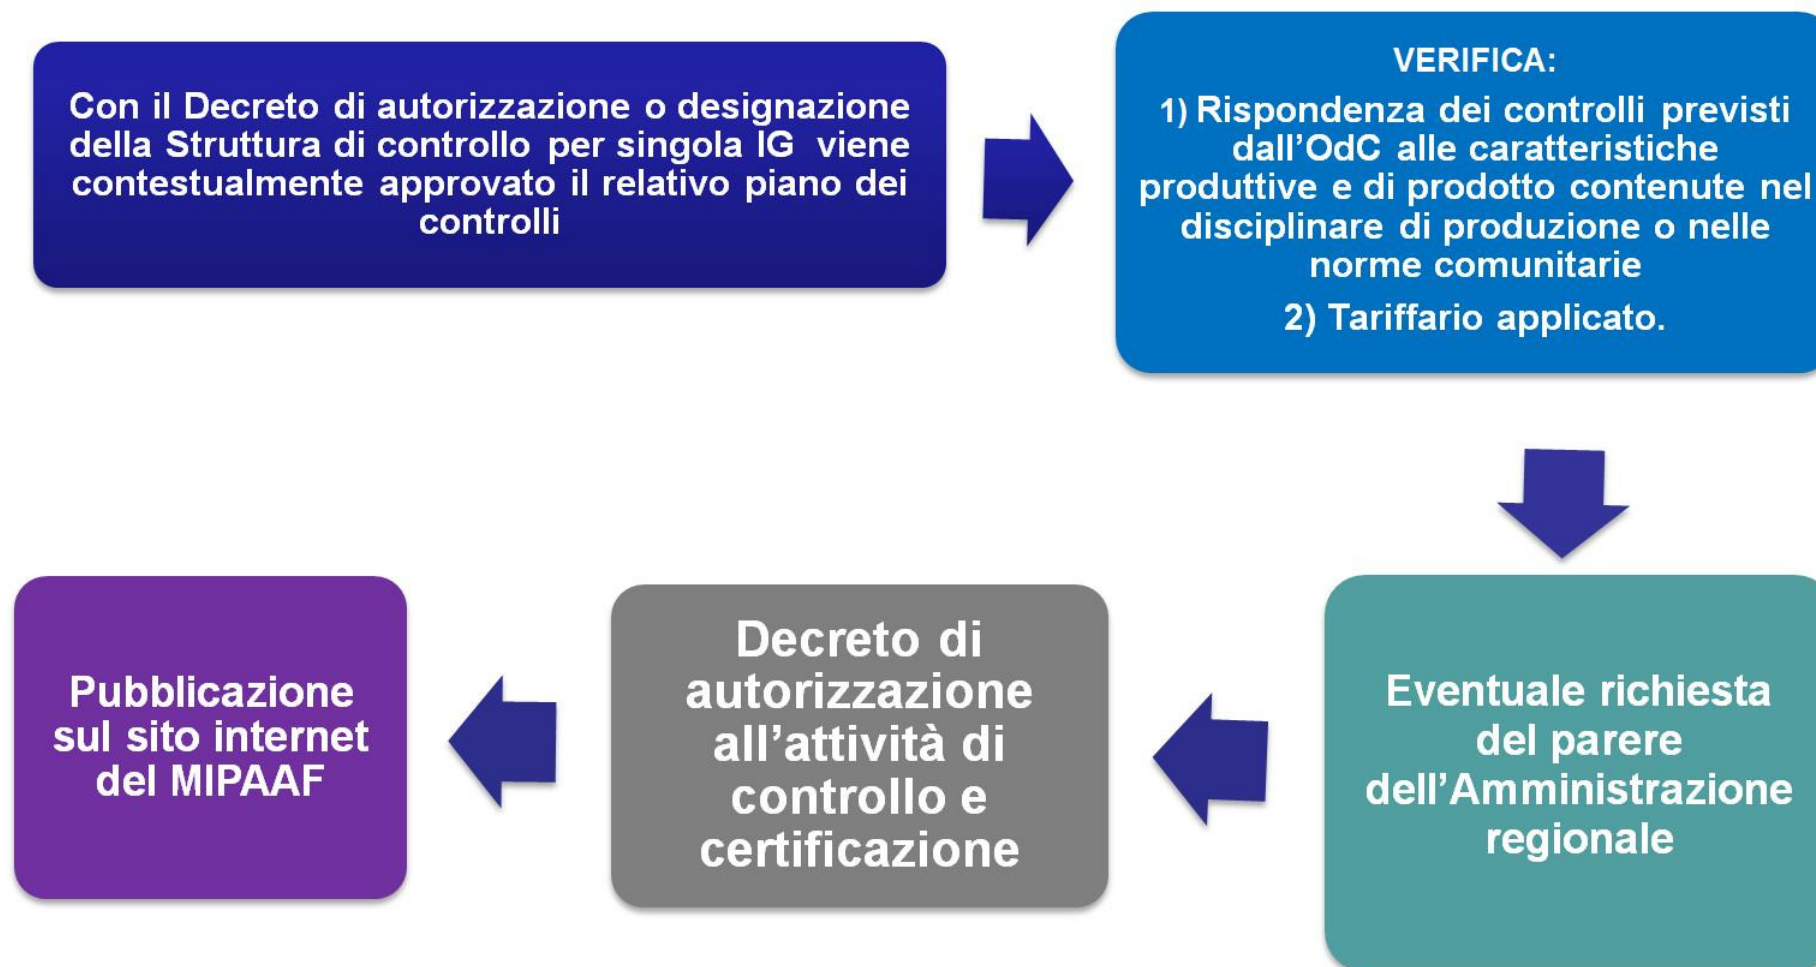 Con il Decreto di autorizzazione o designazione
della Struttura di controllo per singola IG viene
contestualmente approvato il relativo piano dei
controlli
VERIFICA:
1) Rispondenza dei controlli previsti
dall’OdC alle caratteristiche
produttive e di prodotto contenute nel
disciplinare di produzione o nelle
norme comunitarie
2) Tariffario applicato.
Eventuale richiesta
del parere
dell’Amministrazione
regionale
Decreto di
autorizzazione
all’attività di
controllo e
certificazione
Pubblicazione
sul sito internet
del MIPAAF